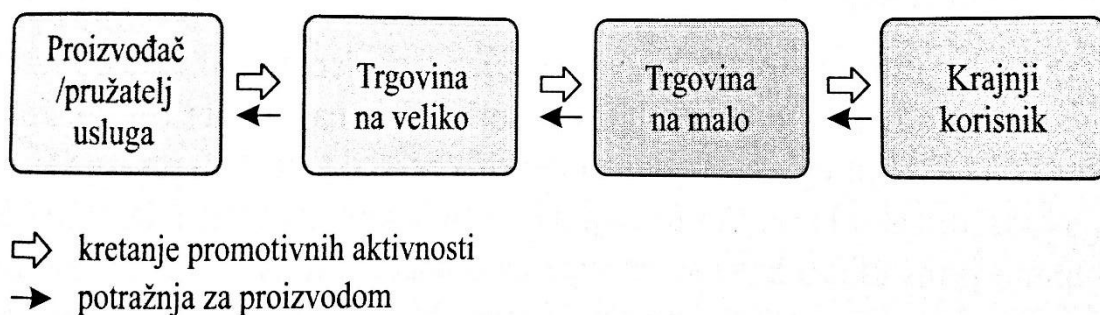 Proizvođač
/pružatelj
usluga
Trgovina
na veliko
Trgovina
na malo
Krajnji
korisnik
kretanje promotivnih aktivnosti
potražnja za proizvodom